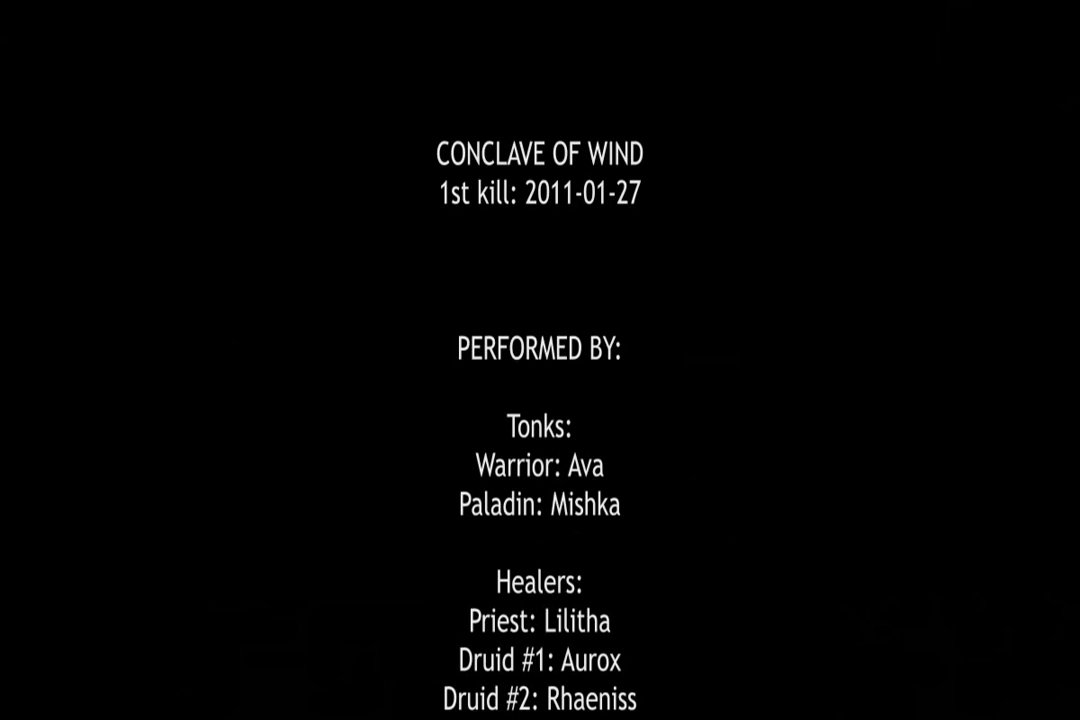 CONCLAVE OF WIND
1st kill: 2011-01-27
PERFORMED BY:
Tonks:
Warrior: Ava
Paladin: Mishka
Healers:
Priest: Lilitha
Druid #1: Aurox
Druid #2: Rhaeniss